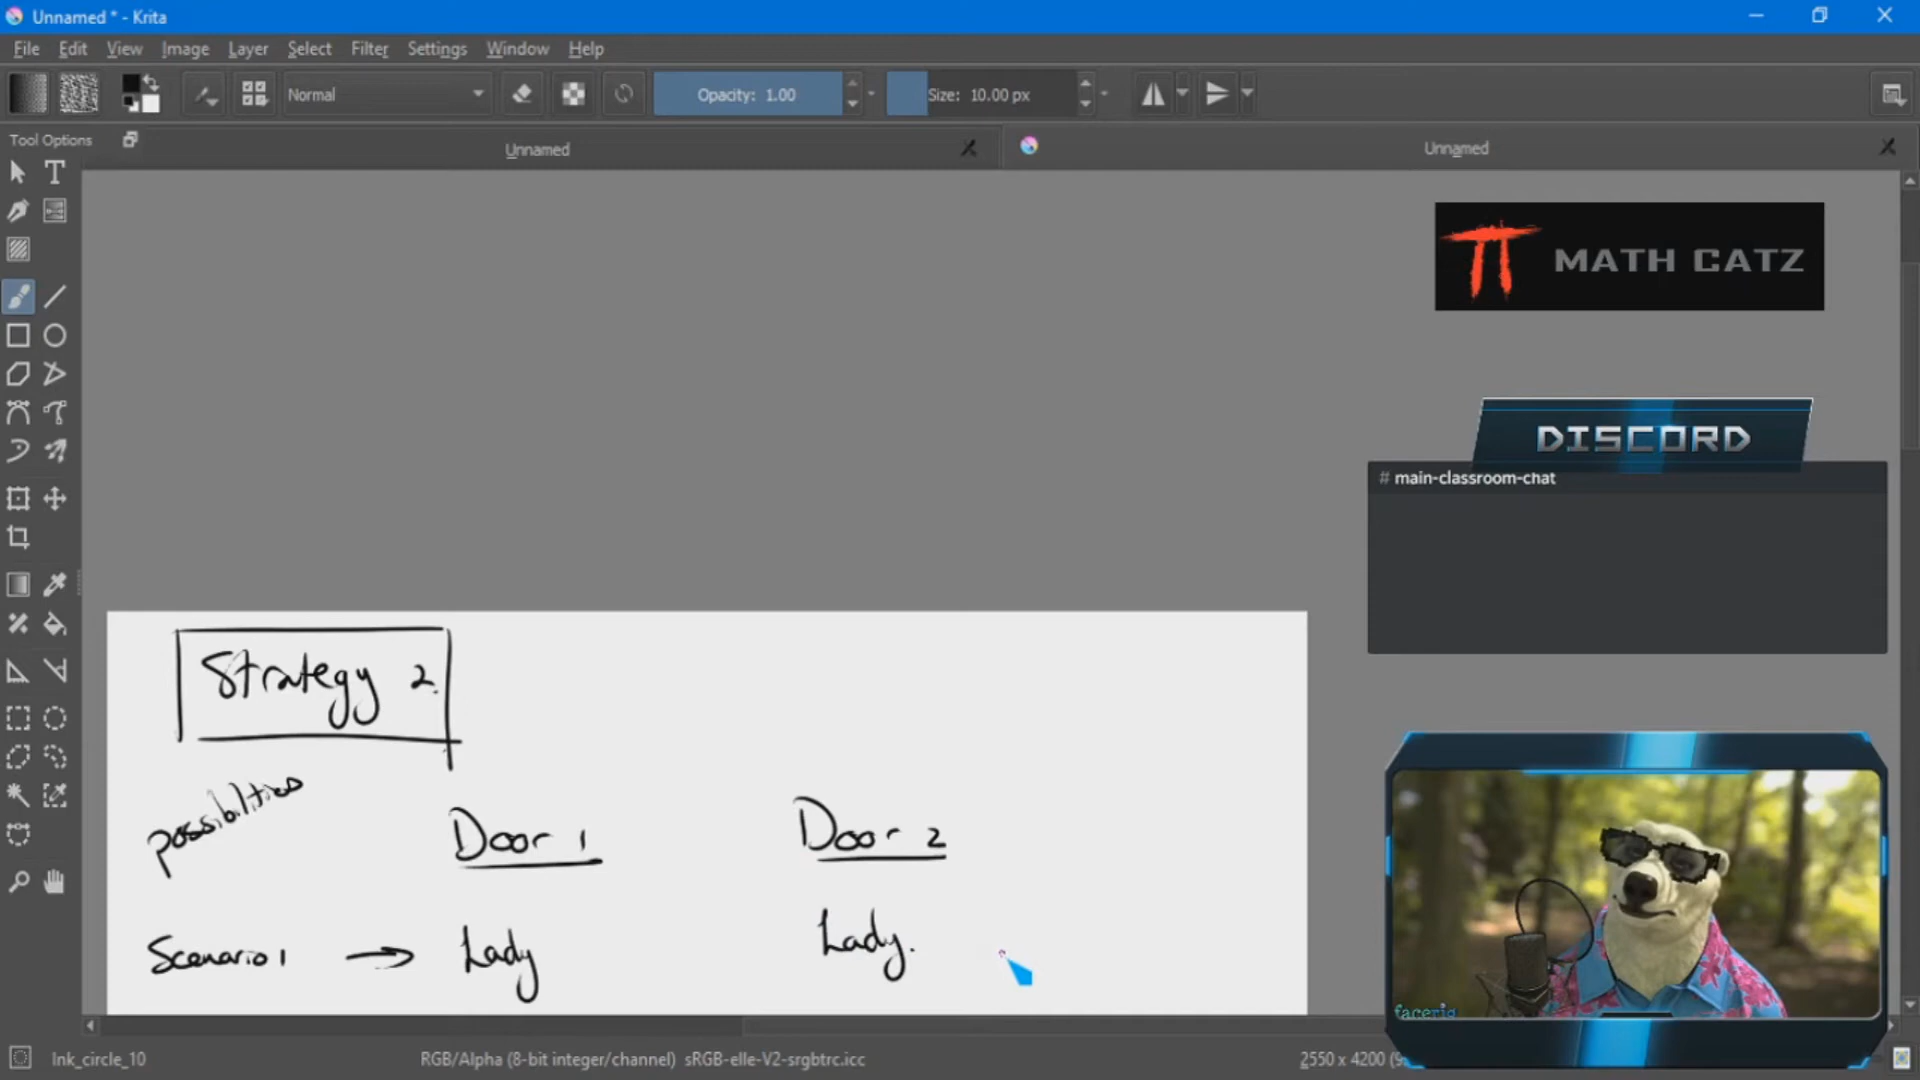 Unnamed * - Krita
File Edit View Image Layer Select Filter Settings Window Help
Normal Opacity: 1.00 Size: 10.00 px
Tool Options
Unnamed Unnamed
MATH CATZ
DISCORD
# main-classroom-chat
Strategy 2.
possibilities
Door 1 Door 2
Scenario 1 → Lady Lady.
facerig
Ink_circle_10 RGB/Alpha (8-bit integer/channel) sRGB-elle-V2-srgbtrc.icc 2550 x 4200